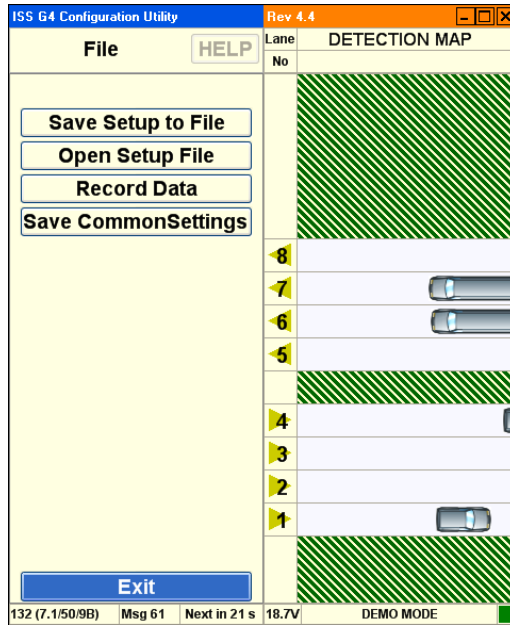 ISS G4 Configuration Utility
Rev 4.4
File
HELP
Lane
No
DETECTION MAP
Save Setup to File
Open Setup File
Record Data
Save CommonSettings
8
7
6
5
4
3
2
1
Exit
132 (7.1/50/9B)
Msg 61
Next in 21 s
18.7V
DEMO MODE